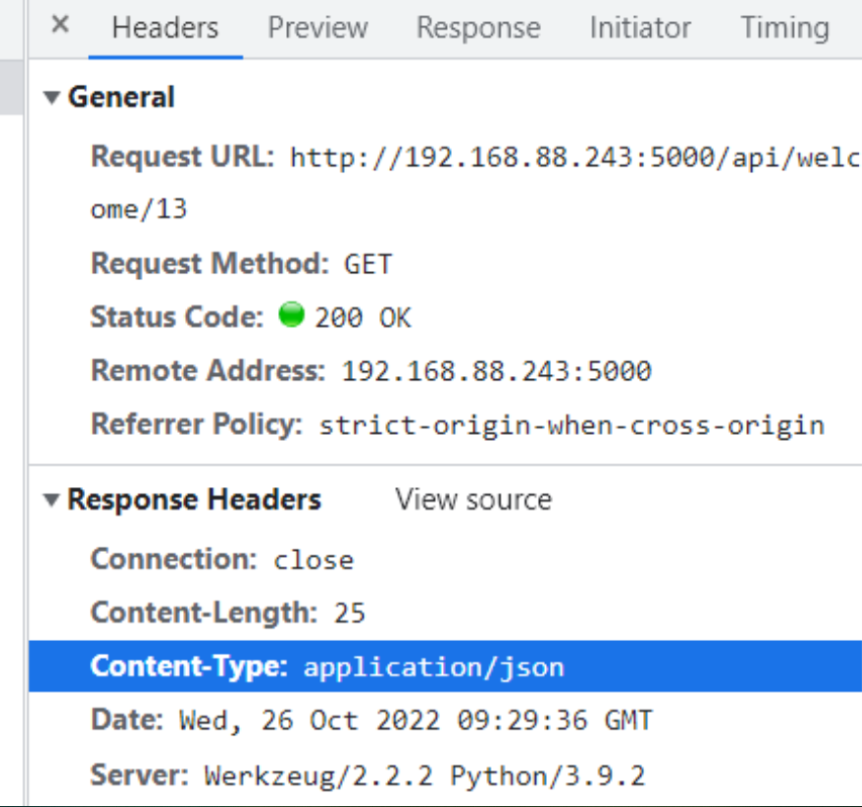 × Headers Preview Response Initiator Timing
General
Request URL: http://192.168.88.243:5000/api/welc
ome/13
Request Method: GET
Status Code: 200 OK
Remote Address: 192.168.88.243:5000
Referrer Policy: strict-origin-when-cross-origin
Response Headers View source
Connection: close
Content-Length: 25
Content-Type: application/json
Date: Wed, 26 Oct 2022 09:29:36 GMT
Server: Werkzeug/2.2.2 Python/3.9.2